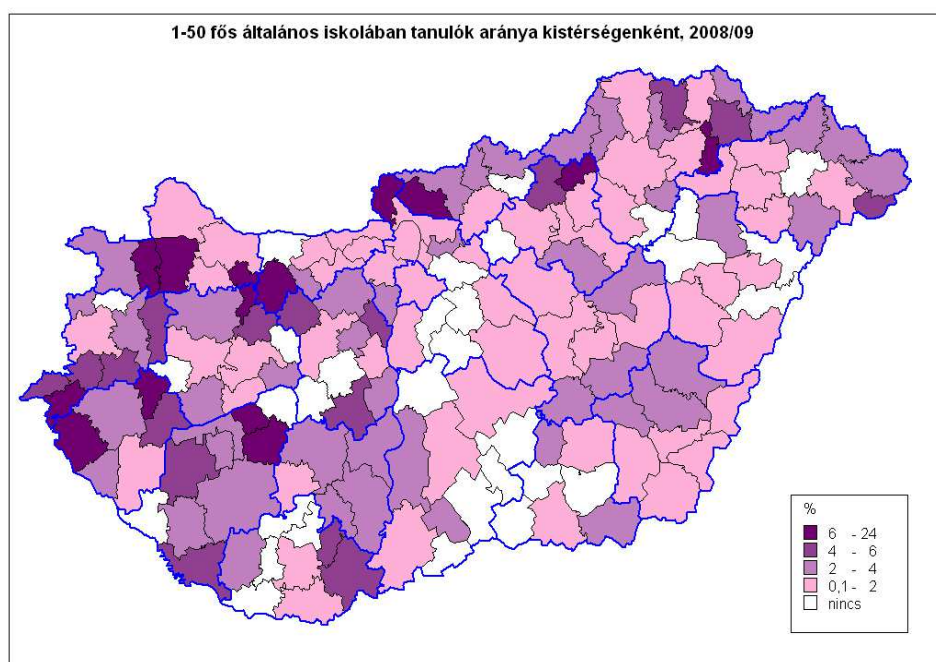 1-50 fős általános iskolában tanulók aránya kistérségenként, 2008/09
%
6 - 24
4 - 6
2 - 4
0,1 - 2
nincs